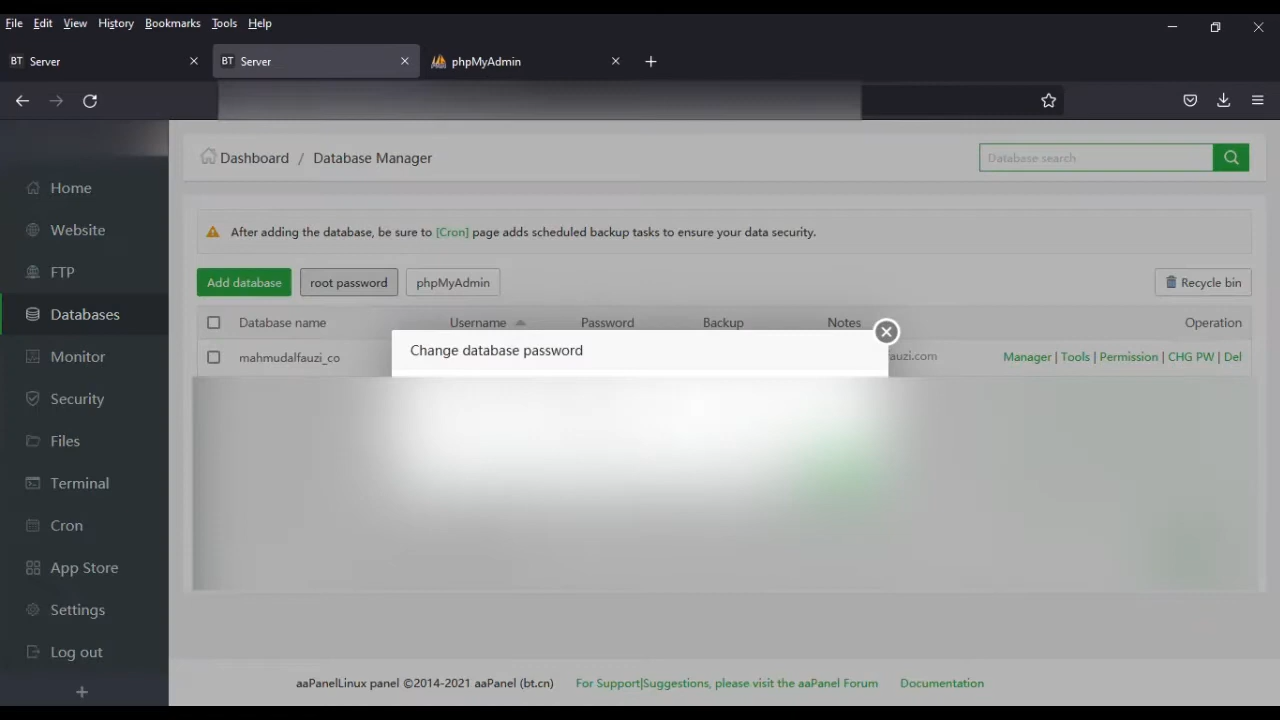 File Edit View History Bookmarks Tools Help
BT Server
BT Server
phpMyAdmin
Dashboard / Database Manager
Database search
Home
Website
FTP
Databases
Monitor
Security
Files
Terminal
Cron
App Store
Settings
Log out
After adding the database, be sure to [Cron] page adds scheduled backup tasks to ensure your data security.
Add database root password phpMyAdmin Recycle bin
Database name Username Password Backup Notes Operation
mahmudalfauzi_co auzi.com Manager | Tools | Permission | CHG PW | Del
Change database password
aaPanelLinux panel ©2014-2021 aaPanel (bt.cn) For Support|Suggestions, please visit the aaPanel Forum Documentation